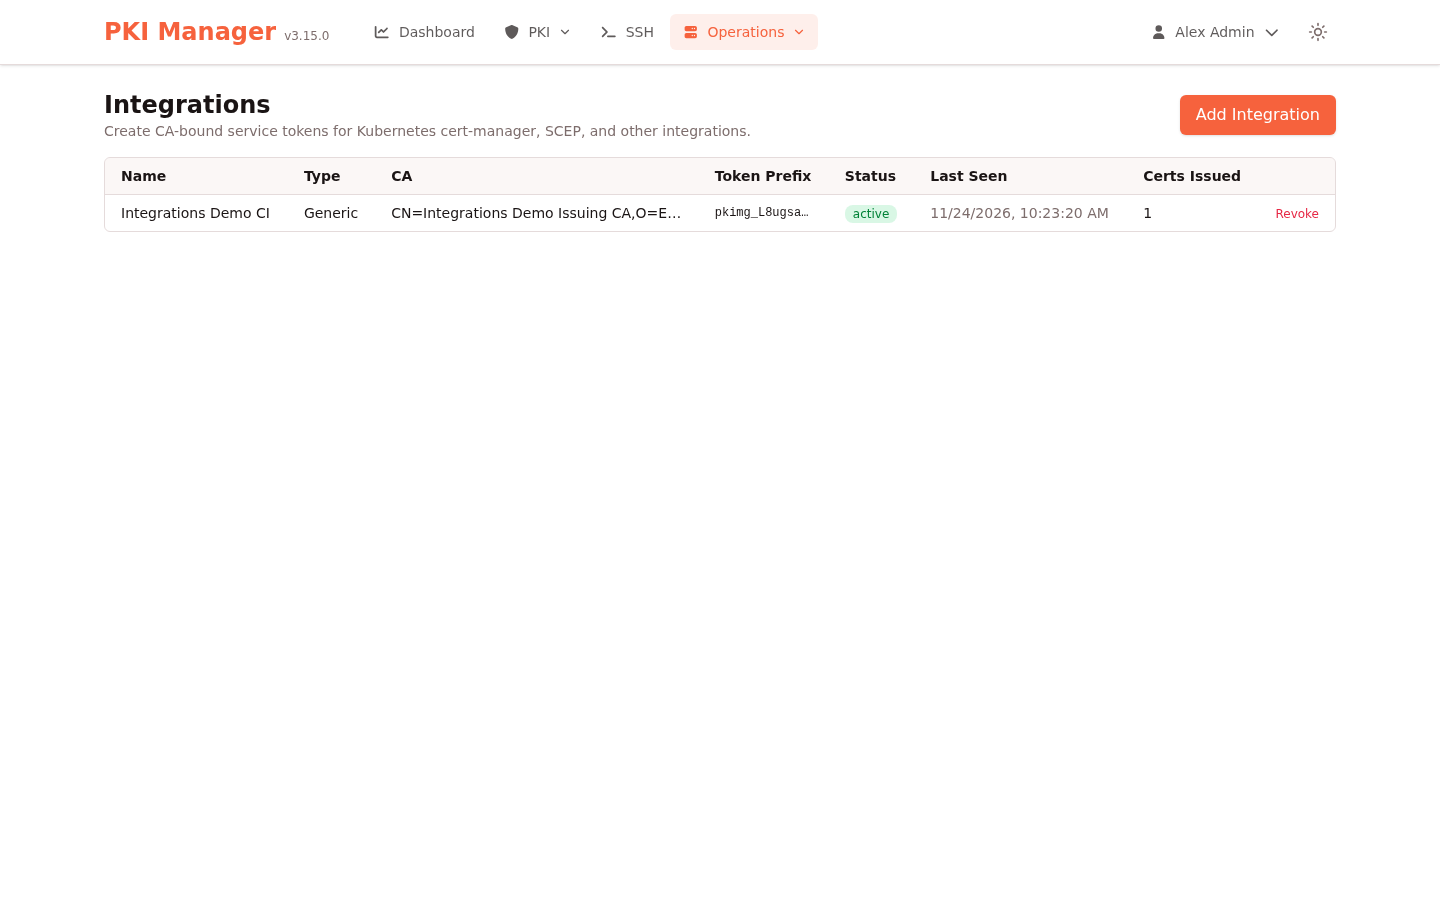 PKI Manager v3.15.0 Dashboard PKI SSH Operations Alex Admin
Integrations
Create CA-bound service tokens for Kubernetes cert-manager, SCEP, and other integrations.
Add Integration
Name Type CA Token Prefix Status Last Seen Certs Issued
Integrations Demo CI Generic CN=Integrations Demo Issuing CA,O=E… pkimg_L8ugsa… active 11/24/2026, 10:23:20 AM 1 Revoke